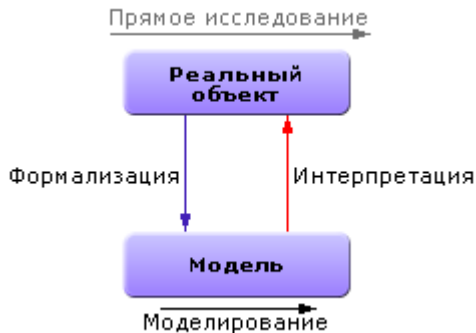 Прямое исследование
Реальный
объект
Формализация
Интерпретация
Модель
Моделирование